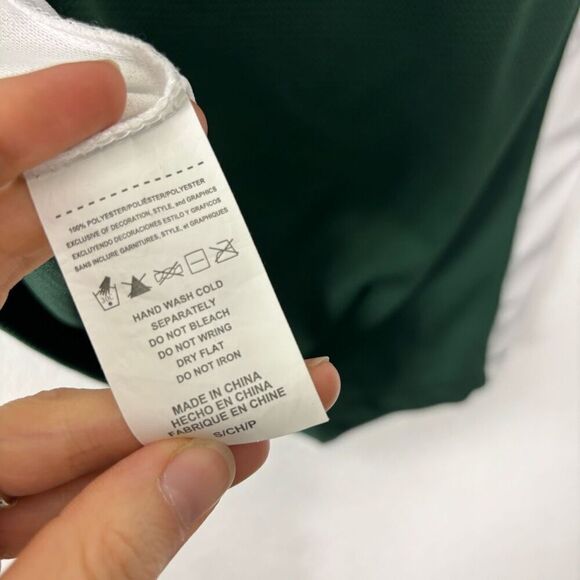 100% POLYESTER/POLIÉSTER/POLYESTER
EXCLUSIVE OF DECORATION, STYLE, and GRAPHICS
EXCLUYENDO DECORACIONES ESTILO Y GRAFICOS
SANS INCLURE GARNITURES, STYLE, et GRAPHIQUES
HAND WASH COLD
SEPARATELY
DO NOT BLEACH
DO NOT WRING
DRY FLAT
DO NOT IRON
MADE IN CHINA
HECHO EN CHINA
FABRIQUE EN CHINE
S/CH/P